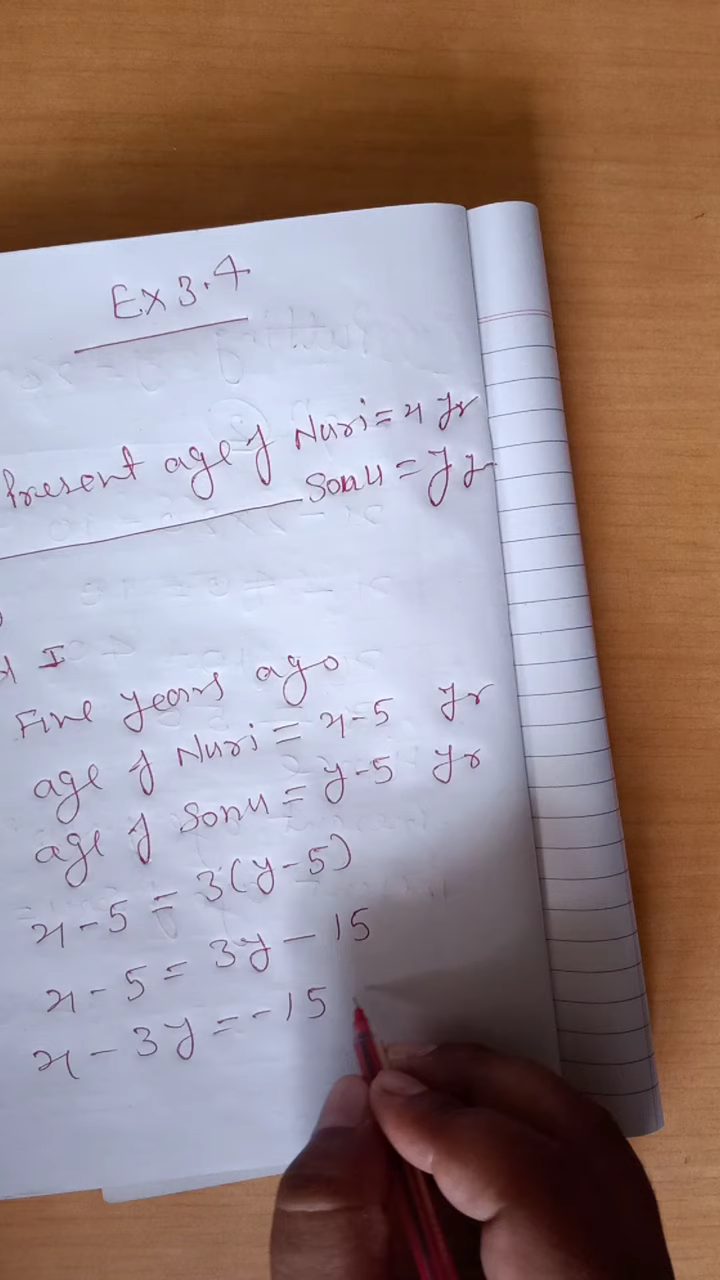 Ex 3.4
Present age of Nuri = x yr
Sonu = y yr
I
Five years ago
age of Nuri = x-5 yr
age of Sonu = y-5 yr
x-5 = 3(y-5)
x-5 = 3y-15
x-3y = -15